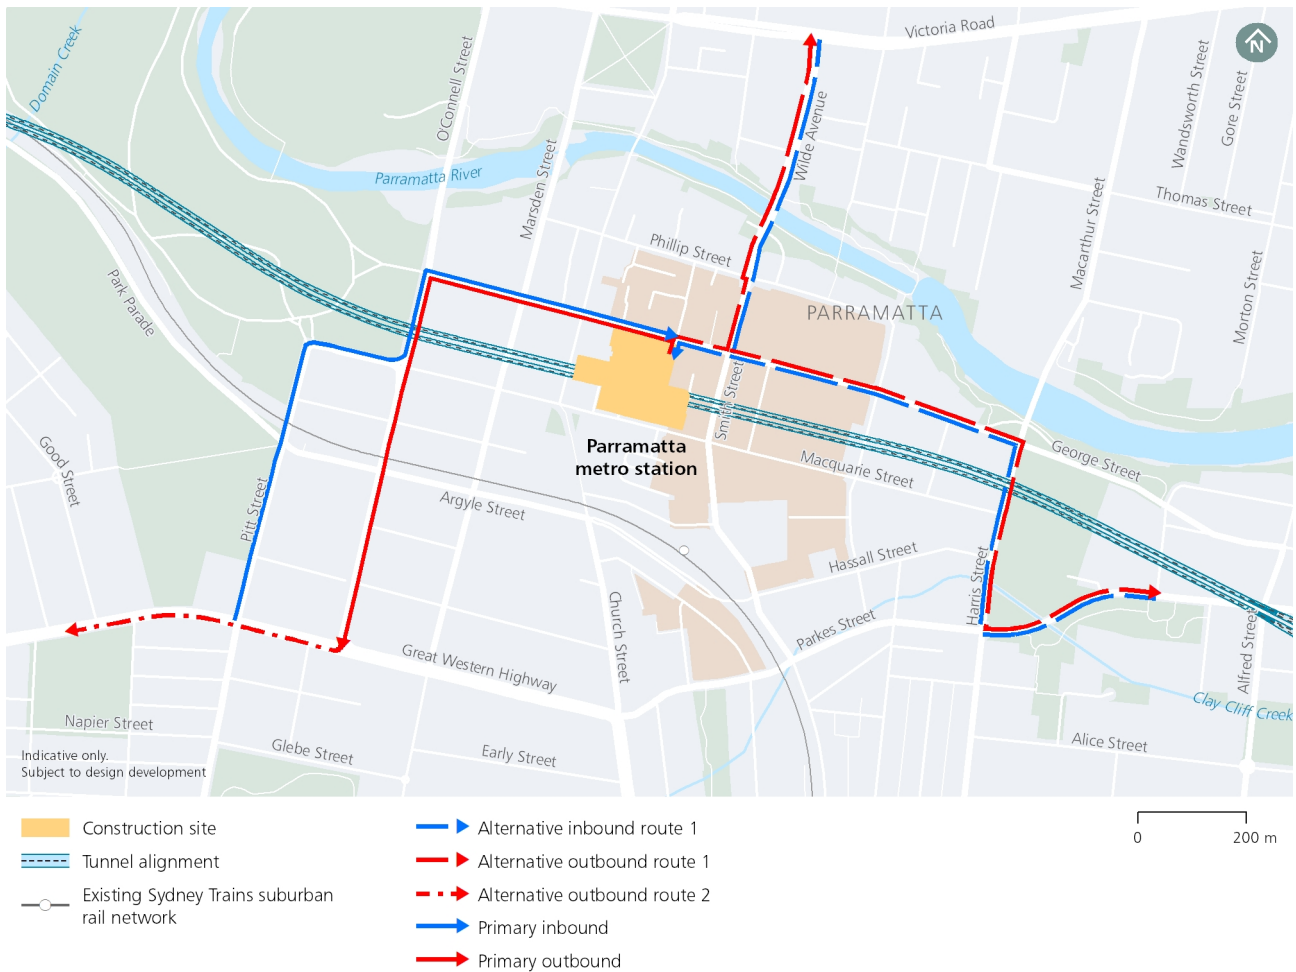 Victoria Road
N
Domain Creek
O'Connell Street
Wandsworth Street
Gore Street
Wilde Avenue
Parramatta River
Marsden Street
Thomas Street
Macarthur Street
Phillip Street
Park Parade
PARRAMATTA
Morton Street
Smith Street
Parramatta
metro station
George Street
Good Street
Macquarie Street
Pitt Street
Argyle Street
Hassall Street
Harris Street
Church Street
Parkes Street
Great Western Highway
Alfred Street
Clay Cliff Creek
Napier Street
Glebe Street
Early Street
Alice Street
Indicative only.
Subject to design development
Construction site
Tunnel alignment
Existing Sydney Trains suburban
rail network
Alternative inbound route 1
Alternative outbound route 1
Alternative outbound route 2
Primary inbound
Primary outbound
0
200 m